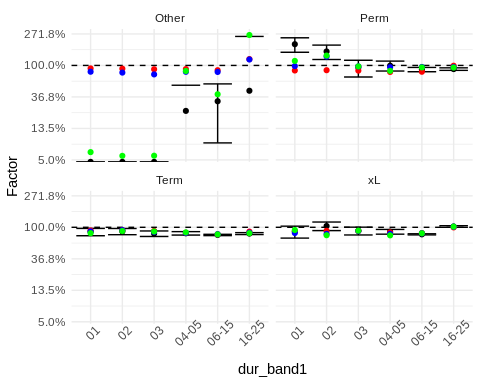 Other Perm
271.8%
100.0%
36.8%
13.5%
5.0%
Term xL
271.8%
100.0%
36.8%
13.5%
5.0%
01 02 03 04-05 06-15 16-25 01 02 03 04-05 06-15 16-25
Factor
dur_band1